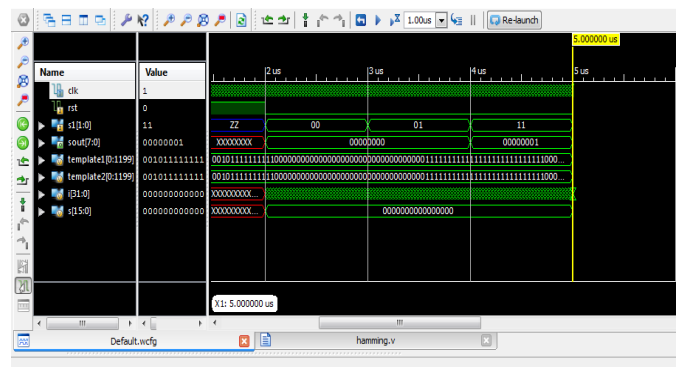 1.00us Re-launch
5.000000 us
Name Value
2 us 3 us 4 us 5 us
clk 1
rst 0
s1[1:0] 11 ZZ 00 01 11
sout[7:0] 00000001 XXXXXXXX 00000000 00000001
template1[0:1199] 001011111111
template2[0:1199] 001011111111
i[31:0] 000000000000 XXXXXXXXX...
s[15:0] 000000000000 XXXXXXXXX... 0000000000000000
X1: 5.000000 us
Default.wcfg hamming.v